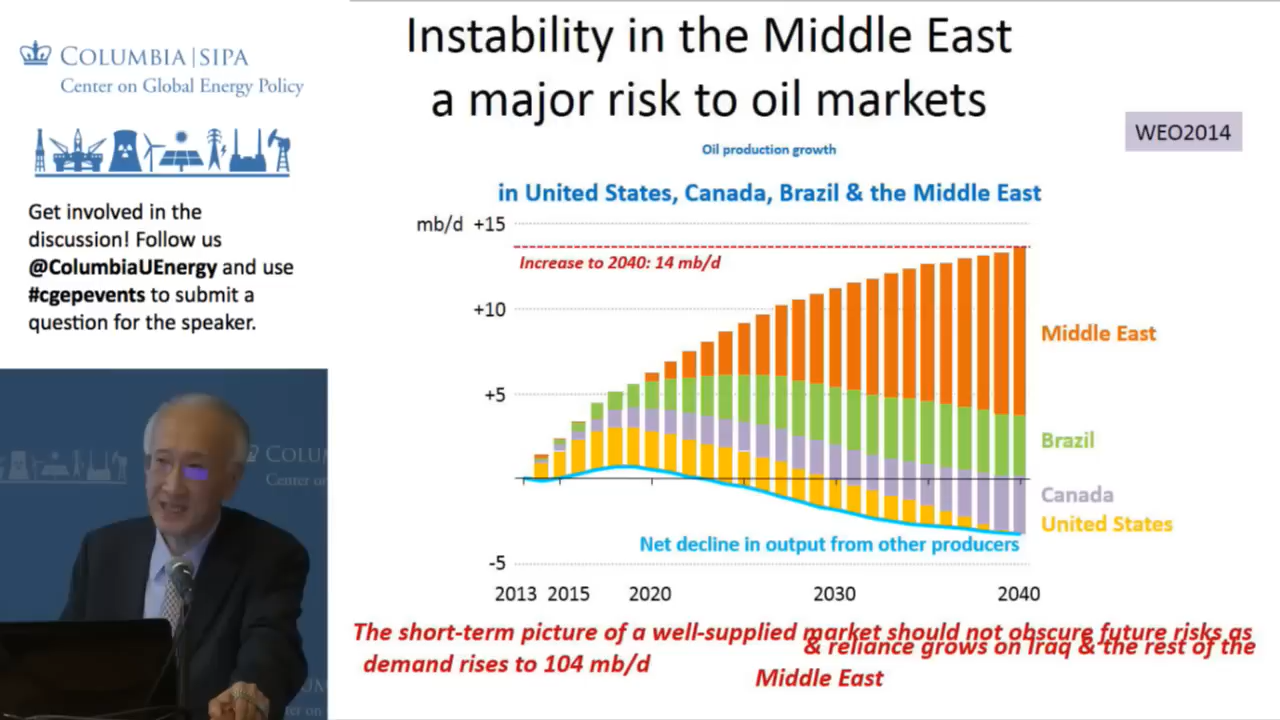 COLUMBIA|SIPA
Center on Global Energy Policy
Get involved in the
discussion! Follow us
@ColumbiaUEnergy and use
#cgepevents to submit a
question for the speaker.
Instability in the Middle East
a major risk to oil markets
WEO2014
Oil production growth
in United States, Canada, Brazil & the Middle East
mb/d +15
Increase to 2040: 14 mb/d
+10
Middle East
+5
Brazil
Canada
United States
Net decline in output from other producers
-5
2013 2015 2020 2030 2040
The short-term picture of a well-supplied market should not obscure future risks as
demand rises to 104 mb/d
& reliance grows on Iraq & the rest of the
Middle East
COLU
Center on